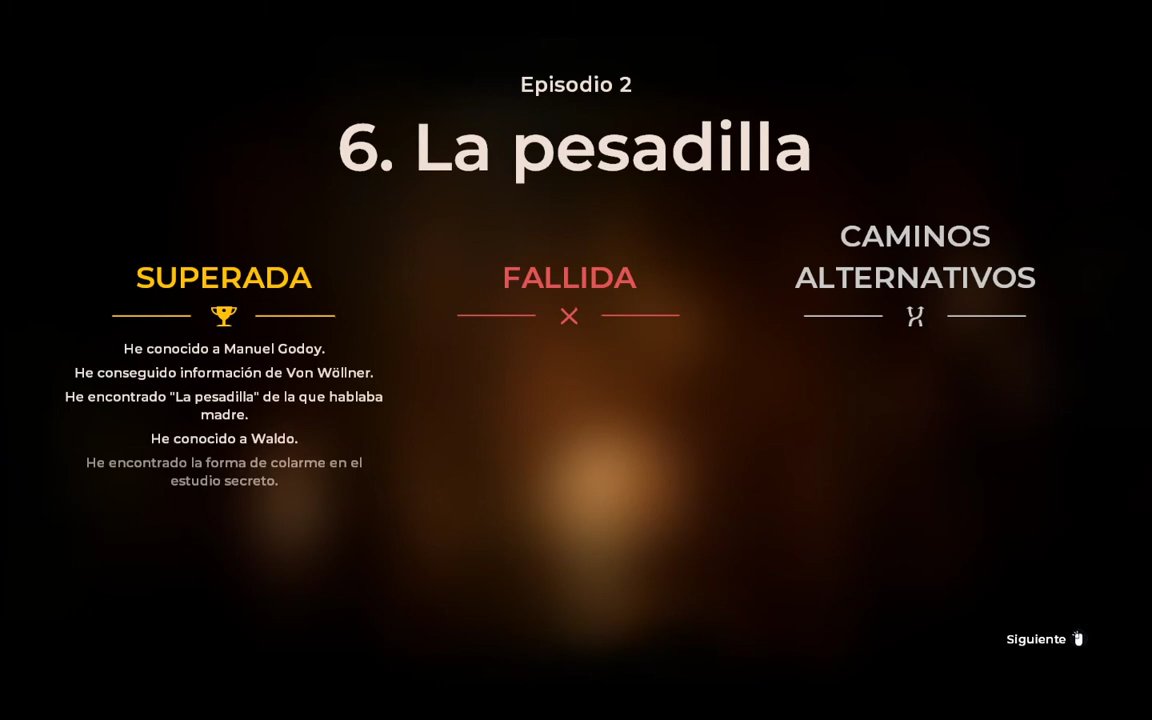 Episodio 2
6. La pesadilla
SUPERADA
He conocido a Manuel Godoy.
He conseguido información de Von Wöllner.
He encontrado "La pesadilla" de la que hablaba
madre.
He conocido a Waldo.
He encontrado la forma de colarme en el
estudio secreto.
FALLIDA
CAMINOS
ALTERNATIVOS
Siguiente